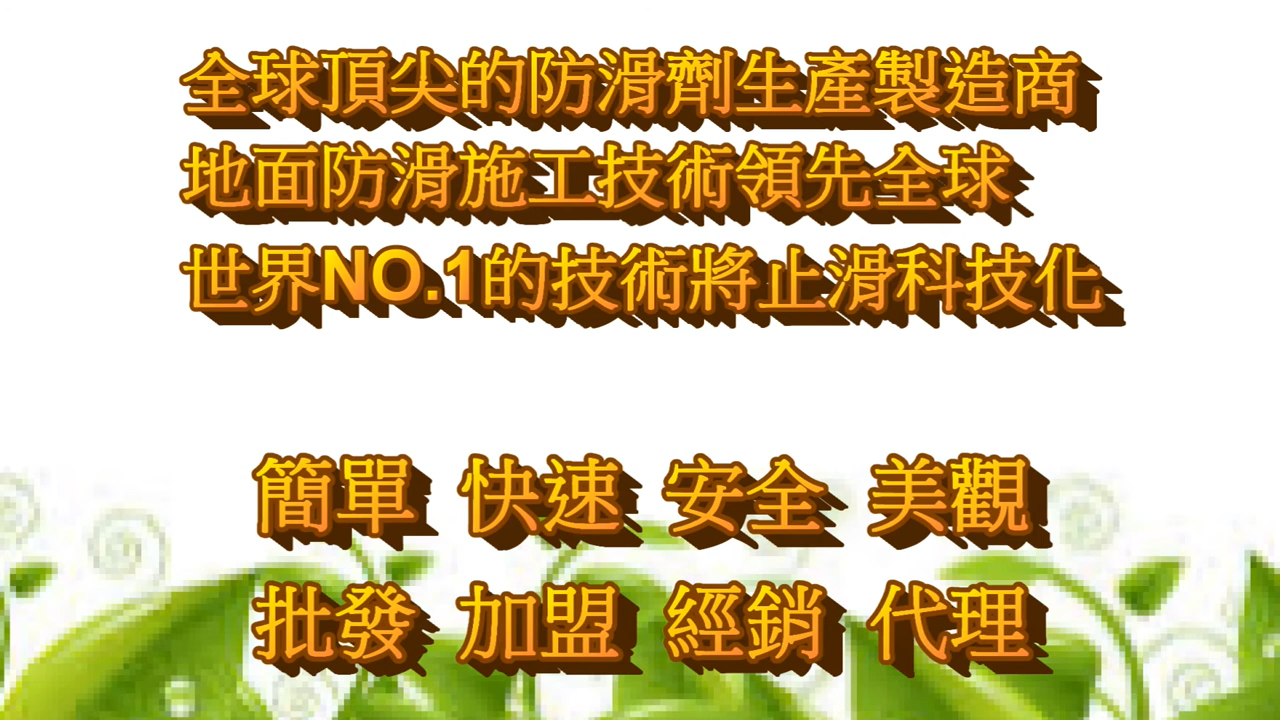 全球頂尖的防滑劑生產製造商
地面防滑施工技術領先全球
世界NO.1的技術將止滑科技化
簡單 快速 安全 美觀
批發 加盟 經銷 代理